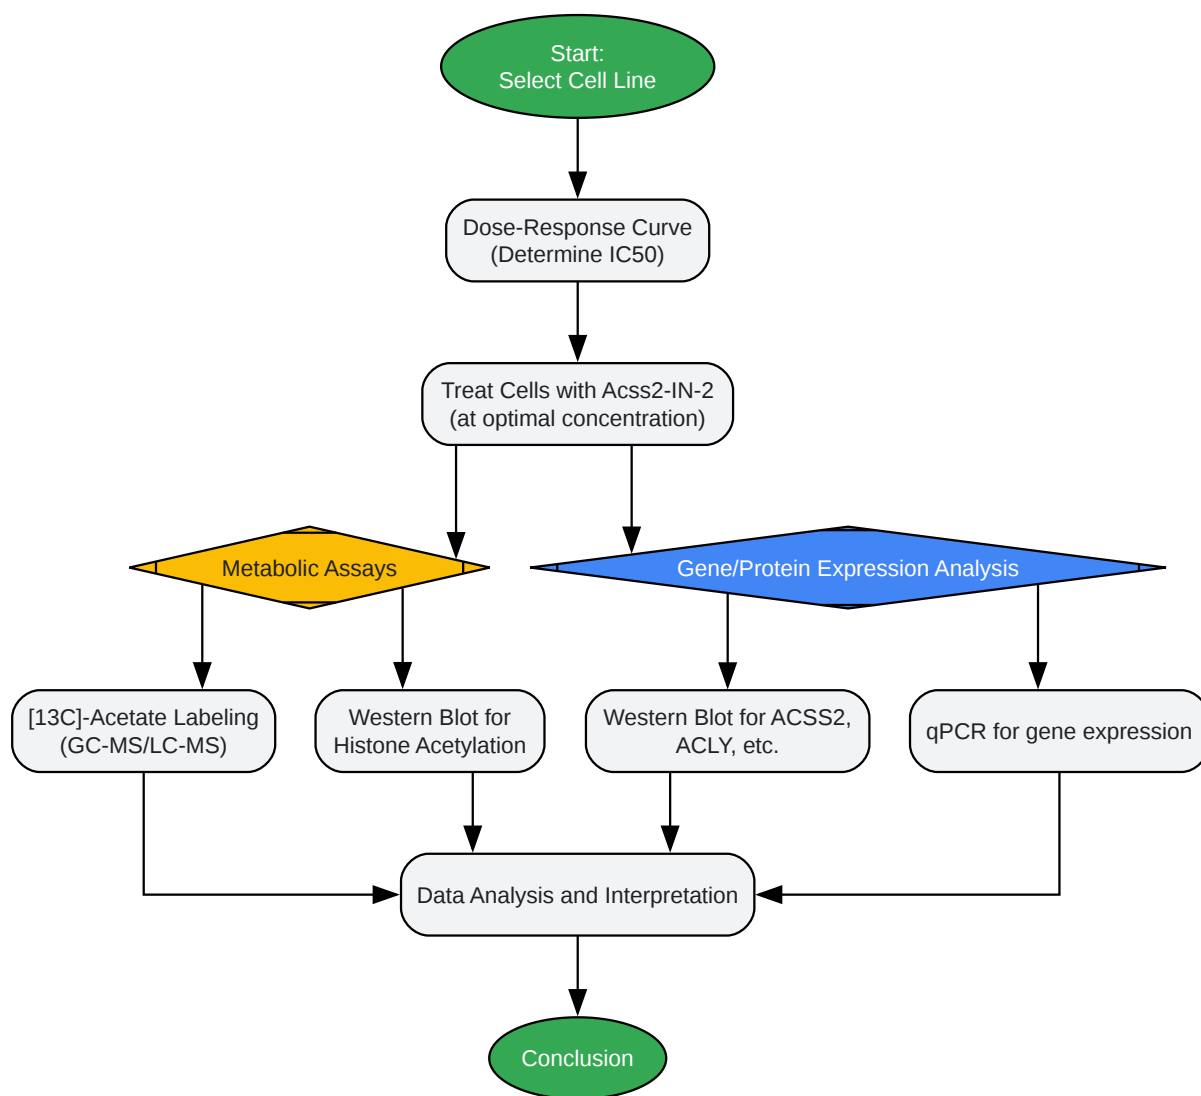 Start:
Select Cell Line
Dose-Response Curve
(Determine IC50)
Treat Cells with Acss2-IN-2
(at optimal concentration)
Metabolic Assays
Gene/Protein Expression Analysis
[13C]-Acetate Labeling
(GC-MS/LC-MS)
Western Blot for
Histone Acetylation
Western Blot for ACSS2,
ACLY, etc.
qPCR for gene expression
Data Analysis and Interpretation
Conclusion